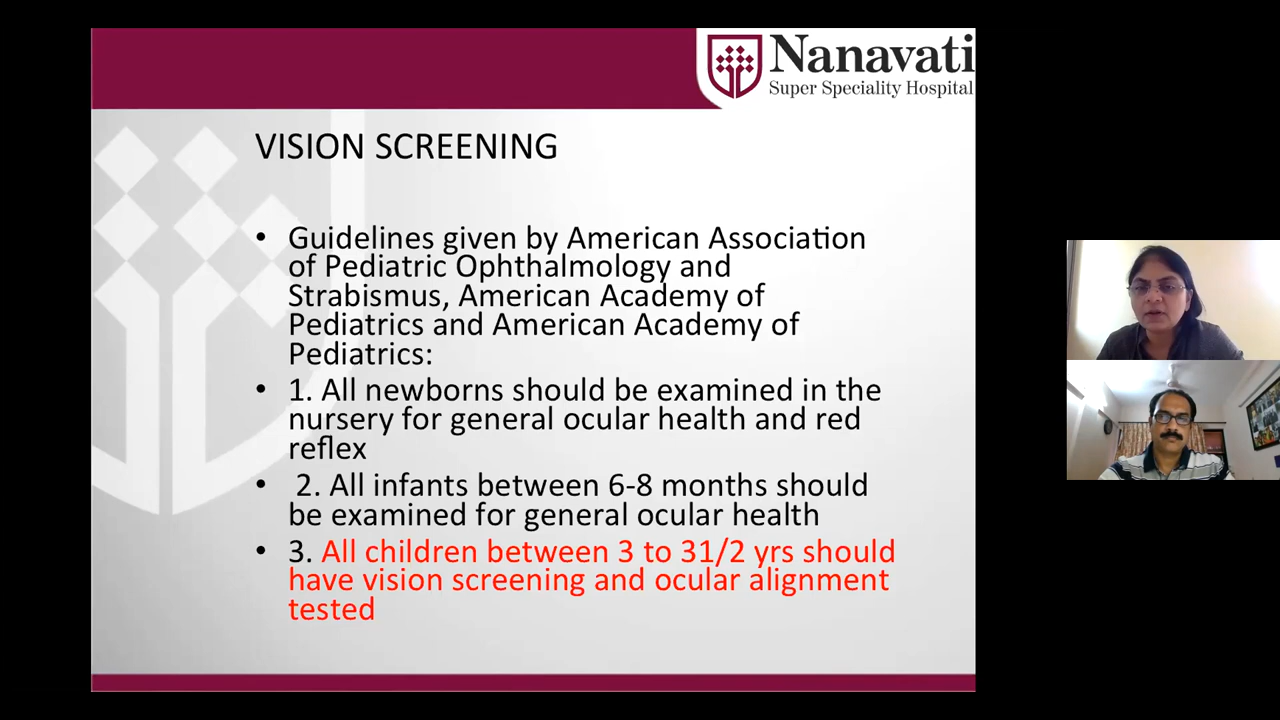 Nanavati
Super Speciality Hospital
VISION SCREENING
• Guidelines given by American Association
of Pediatric Ophthalmology and
Strabismus, American Academy of
Pediatrics and American Academy of
Pediatrics:
• 1. All newborns should be examined in the
nursery for general ocular health and red
reflex
• 2. All infants between 6-8 months should
be examined for general ocular health
• 3. All children between 3 to 31/2 yrs should
have vision screening and ocular alignment
tested